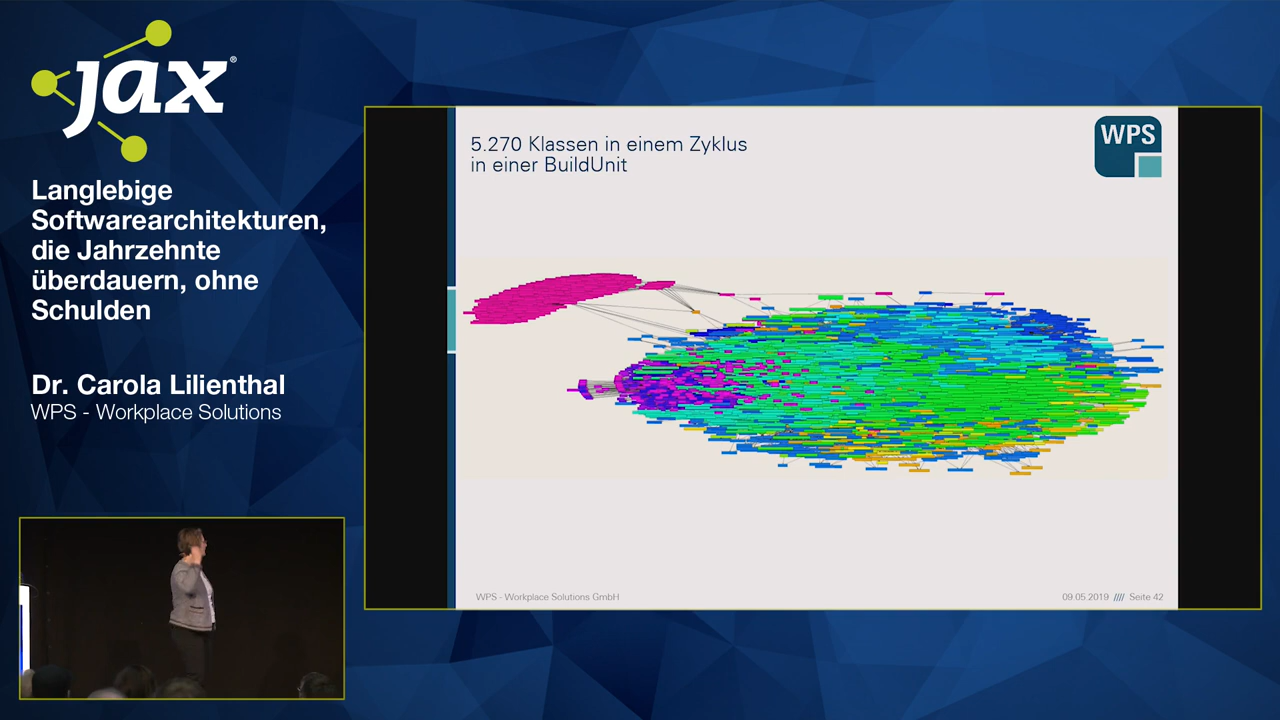 jax®
Langlebige
Softwarearchitekturen,
die Jahrzehnte
überdauern, ohne
Schulden
Dr. Carola Lilienthal
WPS - Workplace Solutions
5.270 Klassen in einem Zyklus
in einer BuildUnit
WPS
WPS - Workplace Solutions GmbH
09.05.2019 //// Seite 42